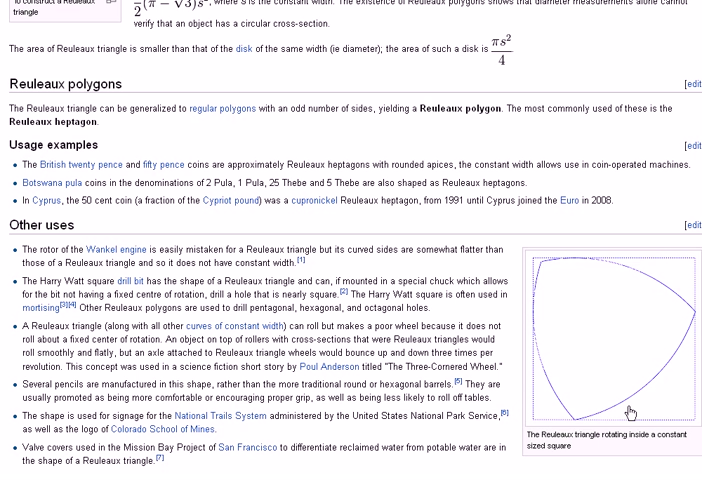 to construct a Reuleaux
triangle
1/2(π − √3)s², where s is the constant width. The existence of Reuleaux polygons shows that diameter measurements alone cannot
verify that an object has a circular cross-section.
The area of Reuleaux triangle is smaller than that of the disk of the same width (ie diameter); the area of such a disk is πs²/4
Reuleaux polygons [edit
The Reuleaux triangle can be generalized to regular polygons with an odd number of sides, yielding a Reuleaux polygon. The most commonly used of these is the
Reuleaux heptagon.
Usage examples [edit
• The British twenty pence and fifty pence coins are approximately Reuleaux heptagons with rounded apices, the constant width allows use in coin-operated machines.
• Botswana pula coins in the denominations of 2 Pula, 1 Pula, 25 Thebe and 5 Thebe are also shaped as Reuleaux heptagons.
• In Cyprus, the 50 cent coin (a fraction of the Cypriot pound) was a cupronickel Reuleaux heptagon, from 1991 until Cyprus joined the Euro in 2008.
Other uses [edit
• The rotor of the Wankel engine is easily mistaken for a Reuleaux triangle but its curved sides are somewhat flatter than
those of a Reuleaux triangle and so it does not have constant width.[1]
• The Harry Watt square drill bit has the shape of a Reuleaux triangle and can, if mounted in a special chuck which allows
for the bit not having a fixed centre of rotation, drill a hole that is nearly square.[2] The Harry Watt square is often used in
mortising[3][4] Other Reuleaux polygons are used to drill pentagonal, hexagonal, and octagonal holes.
• A Reuleaux triangle (along with all other curves of constant width) can roll but makes a poor wheel because it does not
roll about a fixed center of rotation. An object on top of rollers with cross-sections that were Reuleaux triangles would
roll smoothly and flatly, but an axle attached to Reuleaux triangle wheels would bounce up and down three times per
revolution. This concept was used in a science fiction short story by Poul Anderson titled "The Three-Cornered Wheel."
• Several pencils are manufactured in this shape, rather than the more traditional round or hexagonal barrels.[5] They are
usually promoted as being more comfortable or encouraging proper grip, as well as being less likely to roll off tables.
• The shape is used for signage for the National Trails System administered by the United States National Park Service,[6]
as well as the logo of Colorado School of Mines.
• Valve covers used in the Mission Bay Project of San Francisco to differentiate reclaimed water from potable water are in
the shape of a Reuleaux triangle.[7]
The Reuleaux triangle rotating inside a constant
sized square